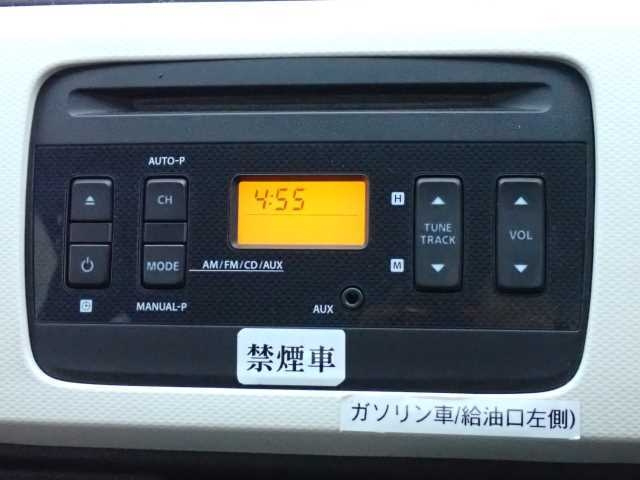 AUTO-P
CH
4:55
H
TUNE
TRACK
VOL
MODE
AM/FM/CD/AUX
M
MANUAL-P
AUX
禁煙車
ガソリン車/給油口左側)